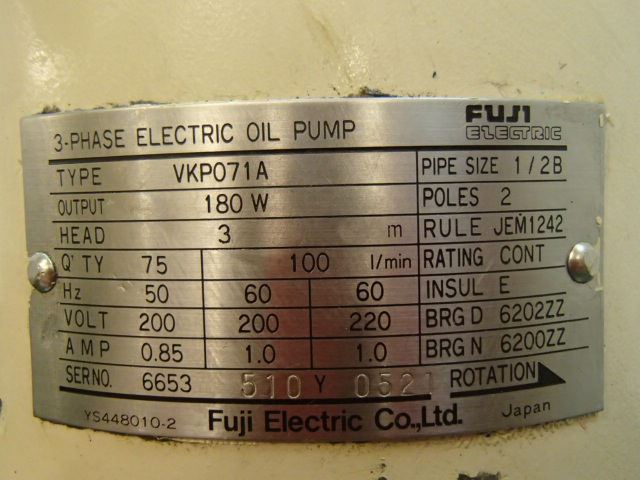 3-PHASE ELECTRIC OIL PUMP
FUJI
ELECTRIC
TYPE VKP071A PIPE SIZE 1/2B
OUTPUT 180 W POLES 2
HEAD 3 m RULE JEM1242
Q'TY 75 100 l/min RATING CONT
Hz 50 60 60 INSUL E
VOLT 200 200 220 BRG D 6202ZZ
AMP 0.85 1.0 1.0 BRG N 6200ZZ
SER NO. 6653 510 Y 0521 ROTATION
YS448010-2 Fuji Electric Co.,Ltd. Japan